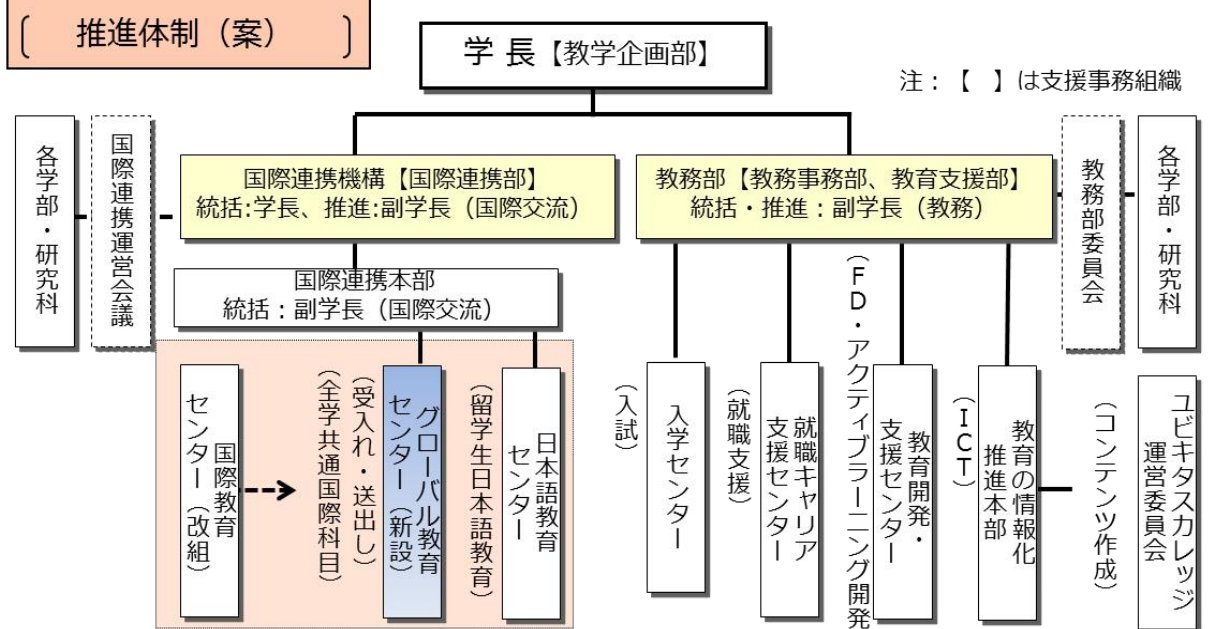 推進体制（案）
学 長【教学企画部】
注：【　】は支援事務組織
各学部・研究科
国際連携運営会議
国際連携機構【国際連携部】
統括:学長、推進:副学長（国際交流）
教務部【教務事務部、教育支援部】
統括・推進：副学長（教務）
教務部委員会
各学部・研究科
国際連携本部
統括：副学長（国際交流）
国際教育
センター（改組）
（受入れ・送出し）
（全学共通国際科目）
グローバル教育
センター（新設）
（留学生日本語教育）
日本語教育
センター
（入試）
入学センター
（就職支援）
就職キャリア
支援センター
（ＦＤ・アクティブラーニング開発）
教育開発・
支援センター
（ＩＣＴ）
教育の情報化
推進本部
（コンテンツ作成）
ユビキタスカレッジ
運営委員会